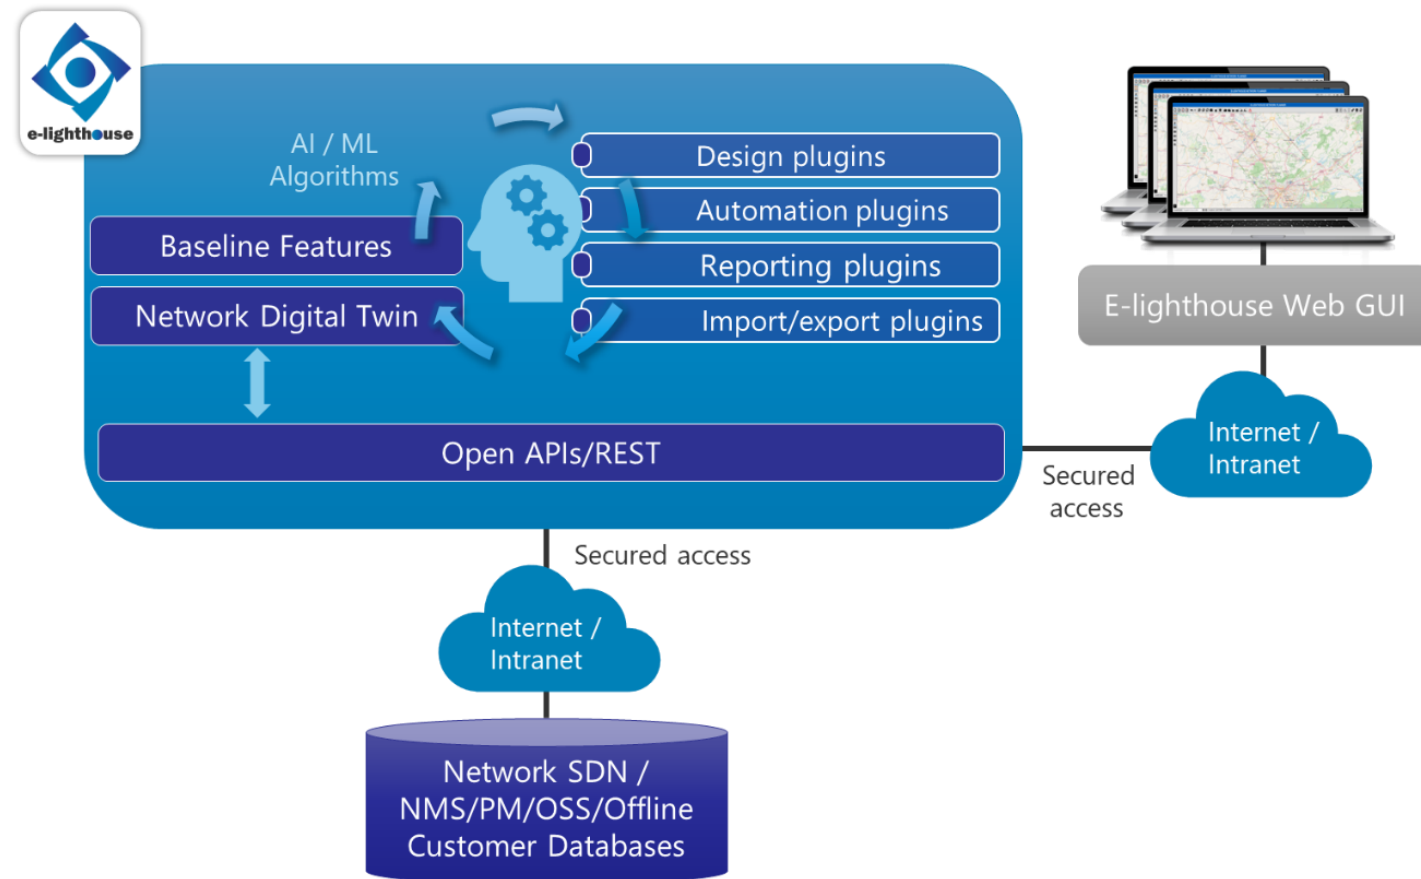 e-lighthouse
AI / ML
Algorithms
Baseline Features
Network Digital Twin
Design plugins
Automation plugins
Reporting plugins
Import/export plugins
Open APIs/REST
E-lighthouse Web GUI
Internet /
Intranet
Secured
access
Secured access
Internet /
Intranet
Network SDN /
NMS/PM/OSS/Offline
Customer Databases